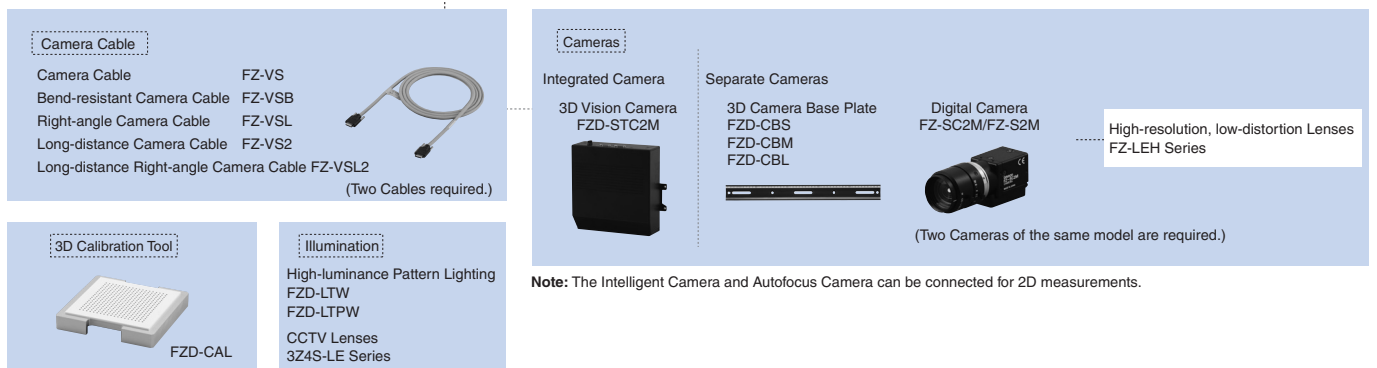 Camera Cable
Camera Cable FZ-VS
Bend-resistant Camera Cable FZ-VSB
Right-angle Camera Cable FZ-VSL
Long-distance Camera Cable FZ-VS2
Long-distance Right-angle Camera Cable FZ-VSL2
(Two Cables required.)
Cameras
Integrated Camera
3D Vision Camera
FZD-STC2M
Separate Cameras
3D Camera Base Plate
FZD-CBS
FZD-CBM
FZD-CBL
Digital Camera
FZ-SC2M/FZ-S2M
High-resolution, low-distortion Lenses
FZ-LEH Series
(Two Cameras of the same model are required.)
Note: The Intelligent Camera and Autofocus Camera can be connected for 2D measurements.
3D Calibration Tool
FZD-CAL
Illumination
High-luminance Pattern Lighting
FZD-LTW
FZD-LTPW
CCTV Lenses
3Z4S-LE Series